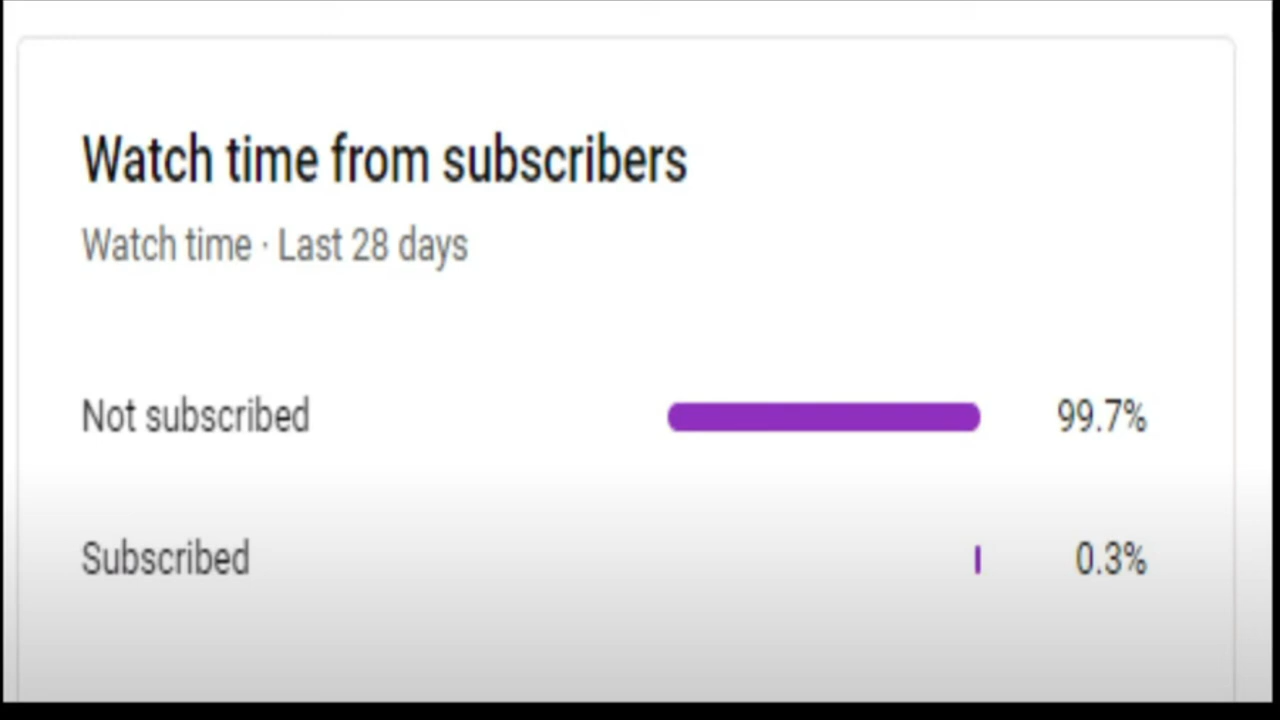 Watch time from subscribers
Watch time · Last 28 days
Not subscribed 99.7%
Subscribed 0.3%